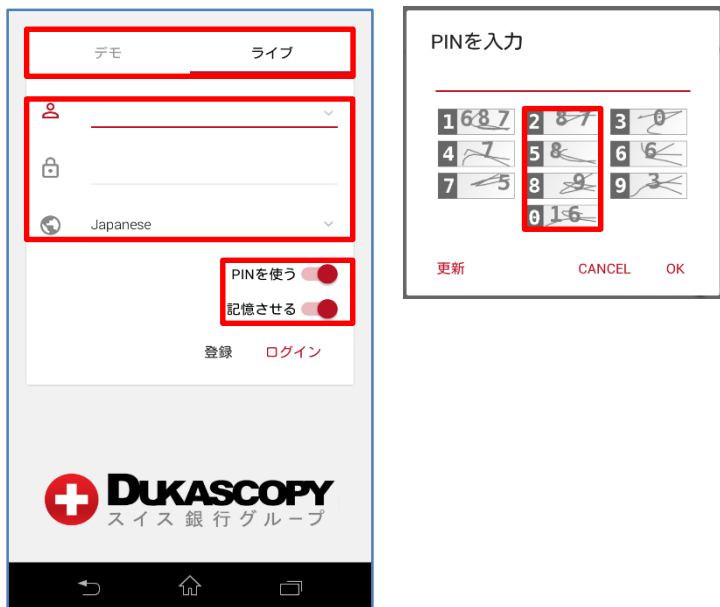 デモ ライブ
Japanese
PINを使う
記憶させる
登録 ログイン
DUKASCOPY
スイス銀行グループ
PINを入力
1 687 2 87 3 0
4 7 5 8 6 6
7 5 8 9 9 3
0 16
更新 CANCEL OK